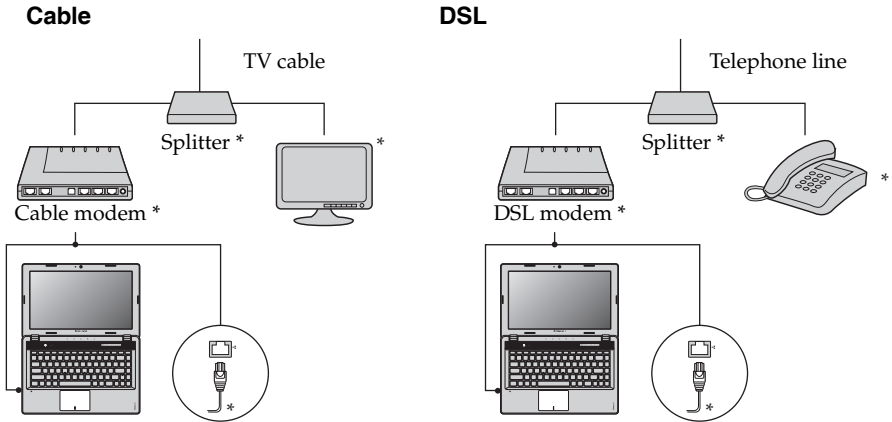 Cable
TV cable
Splitter *
*
Cable modem *
*
DSL
Telephone line
Splitter *
*
DSL modem *
*